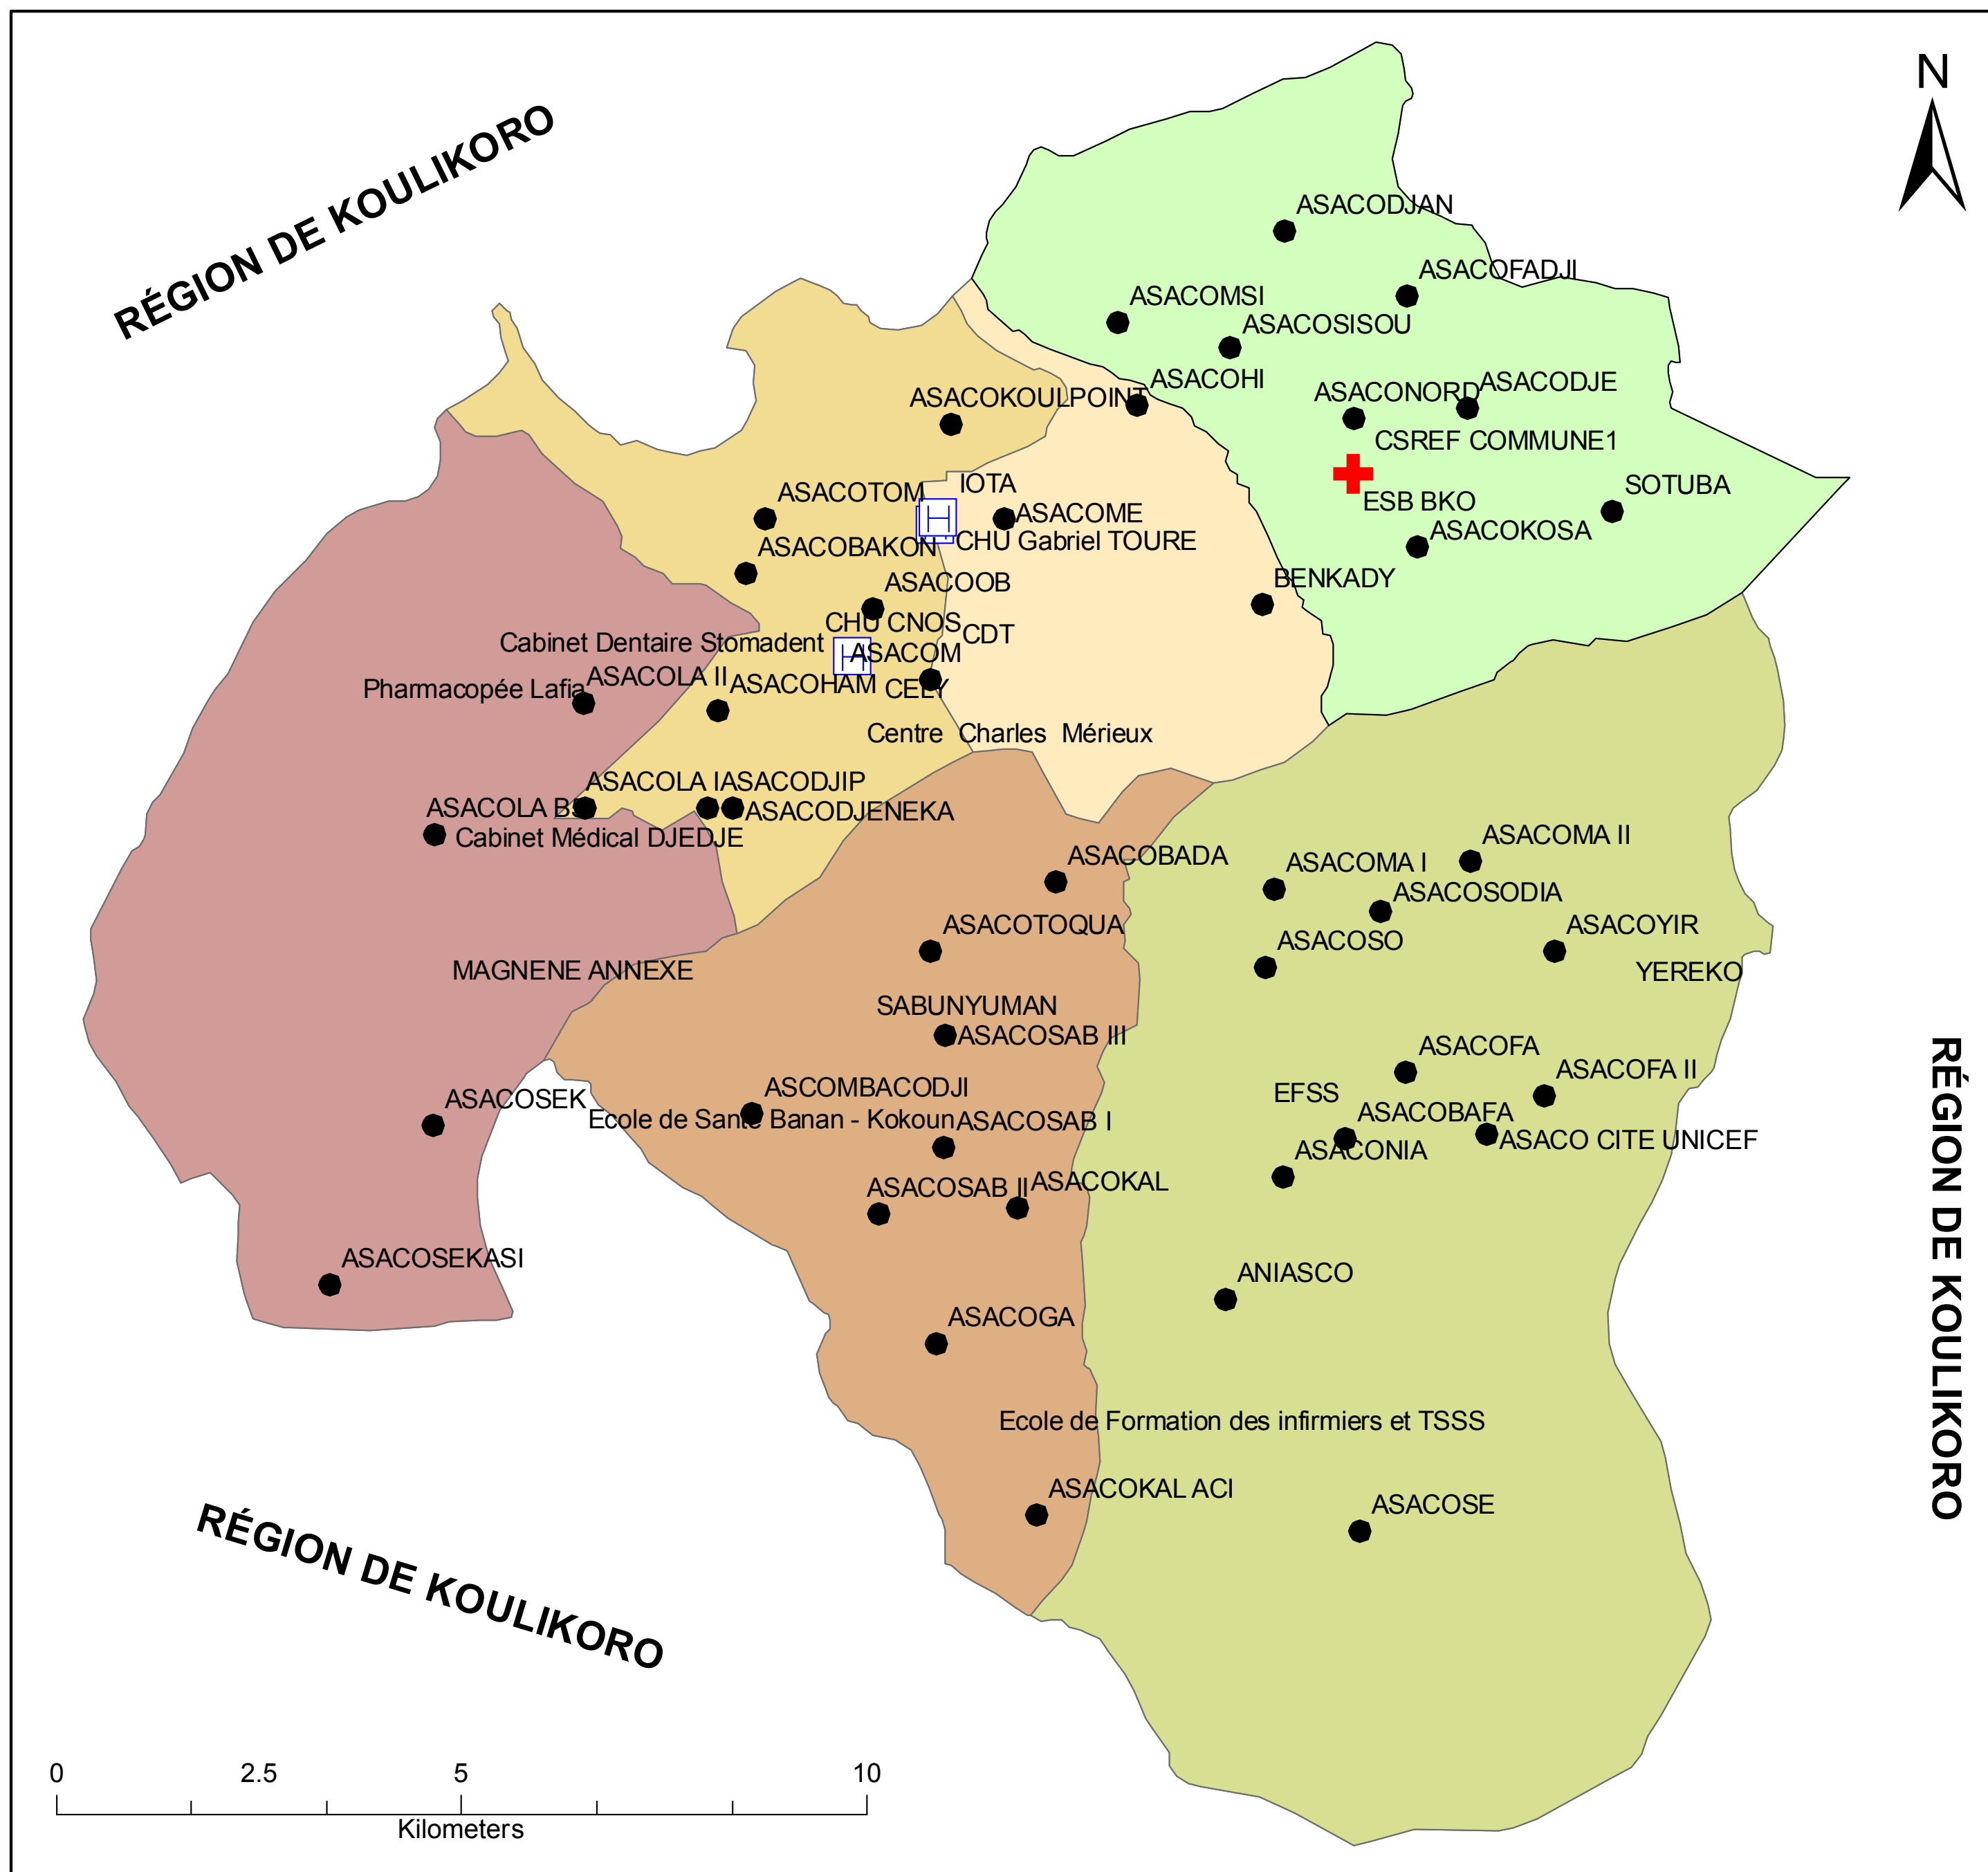 N
RÉGION DE KOULIKORO
ASACODJAN
ASACOFADJI
ASACOMSI
ASACOSISOU
ASACOHI
ASACODJE
ASACONORD
ASACOKOULPOINT
CSREF COMMUNE1
IOTA
SOTUBA
ASACOTOM
ESB BKO
ASACOME
ASACOKOSA
CHU Gabriel TOURE
ASACOBAKON
BENKADY
ASACOOB
CHU CNOS
CDT
Cabinet Dentaire Stomadent
ASACOM
ASACOLA II
ASACOHAM
CELY
Pharmacopée Lafia
Centre Charles Mérieux
ASACOLA I
ASACODJIP
ASACOLA B5
ASACODJENEKA
Cabinet Médical DJEDJE
ASACOMA II
ASACOBADA
ASACOMA I
ASACOSODIA
ASACOTOQUA
ASACOYIR
ASACOSO
MAGNENE ANNEXE
YEREKO
SABUNYUMAN
ASACOSAB III
ASACOFA
ASACOFA II
ASCOMBACODJI
EFSS
ASACOSEK
ASACOBAFA
Ecole de Santé Banan - Kokoun
ASACOSAB I
ASACO CITE UNICEF
ASACONIA
ASACOSAB II
ASACOKAL
RÉGION DE KOULIKORO
ASACOSEKASI
ANIASCO
ASACOGA
Ecole de Formation des infirmiers et TSSS
ASACOKAL ACI
ASACOSE
RÉGION DE KOULIKORO
0 2.5 5 10
Kilometers